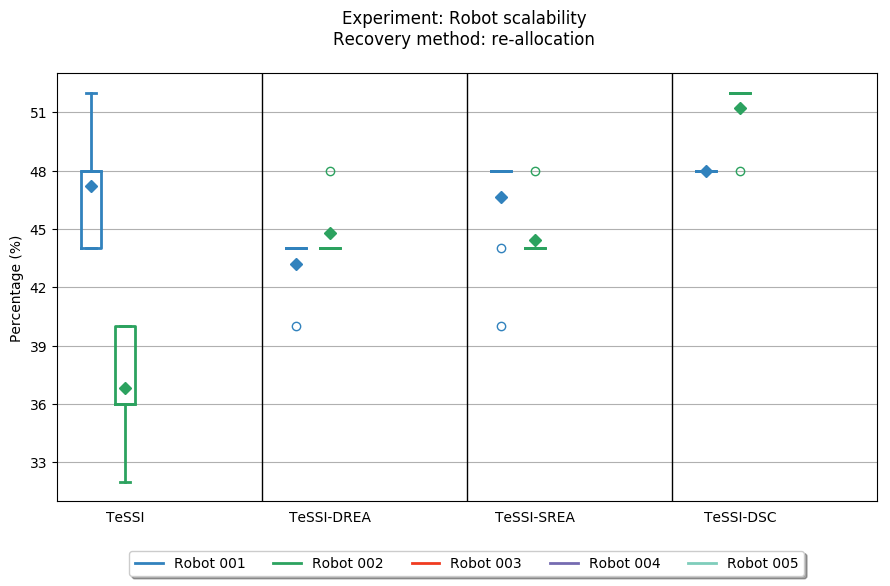 Experiment: Robot scalability
Recovery method: re-allocation
Percentage (%)
51
48
45
42
39
36
33
TeSSI TeSSI-DREA TeSSI-SREA TeSSI-DSC
Robot 001 Robot 002 Robot 003 Robot 004 Robot 005